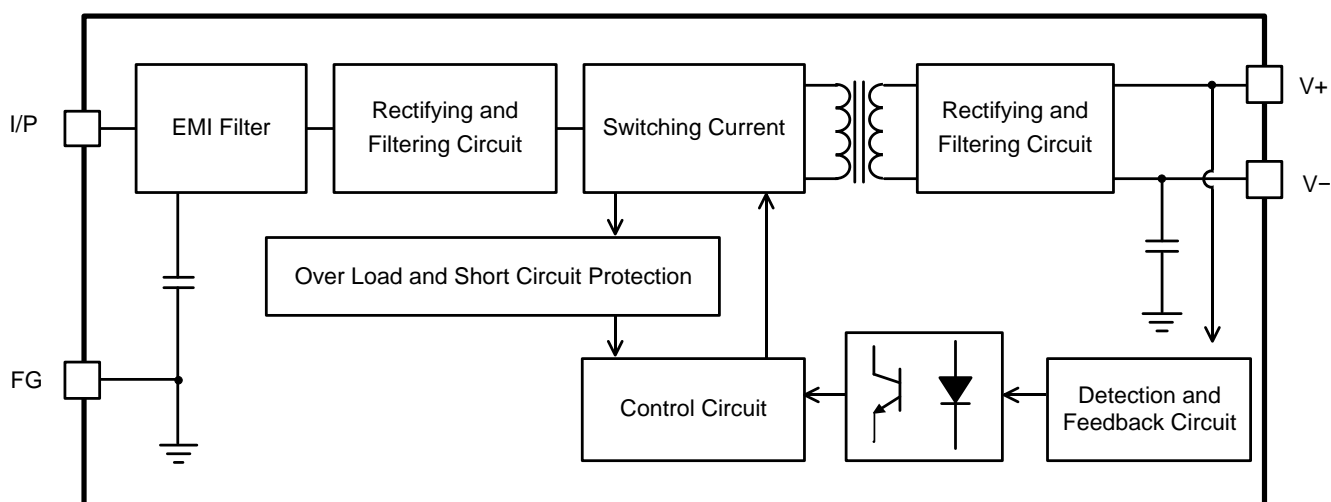 I/P
EMI Filter
Rectifying and
Filtering Circuit
Switching Current
Rectifying and
Filtering Circuit
V+
V−
Over Load and Short Circuit Protection
FG
Control Circuit
Detection and
Feedback Circuit